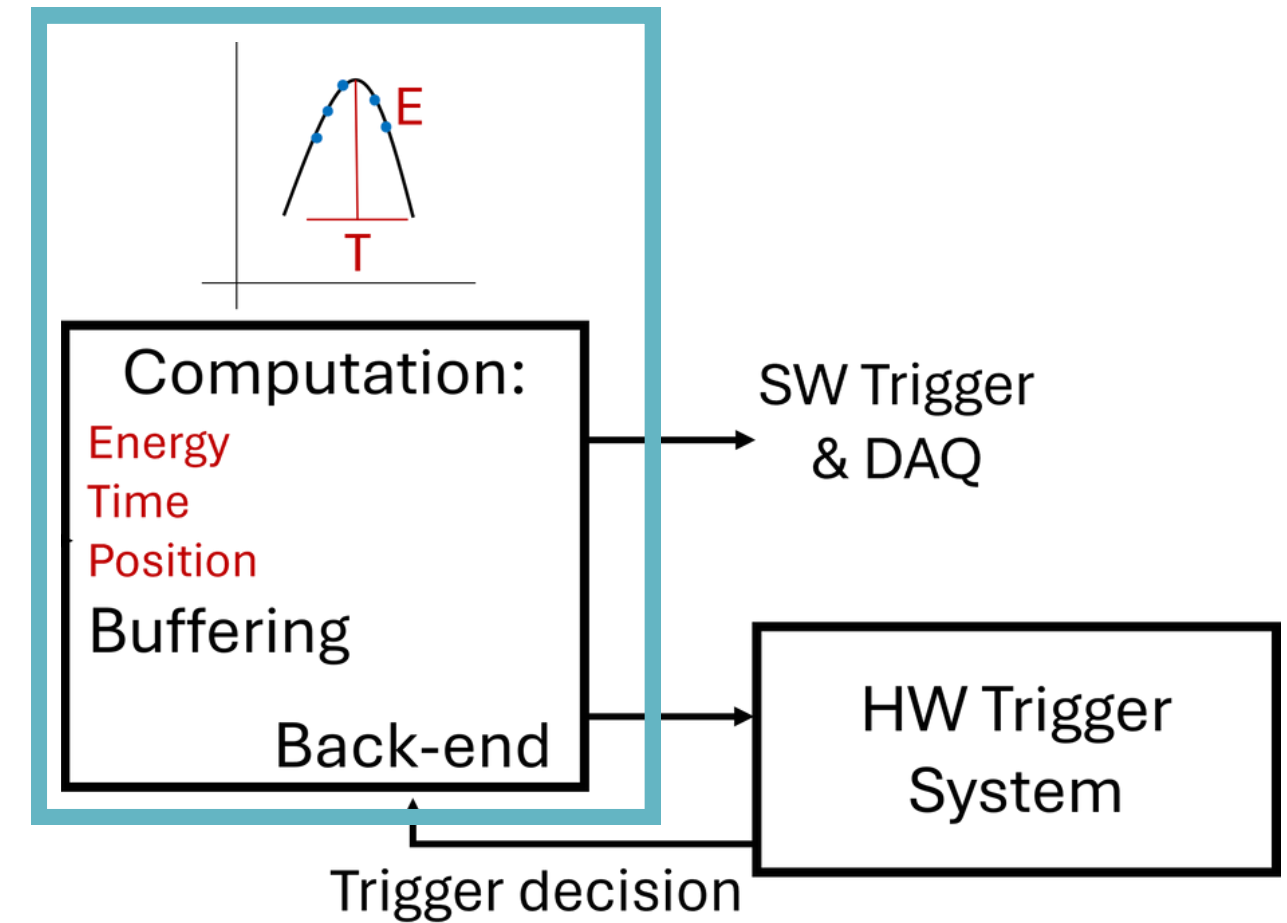 E
T
Computation:
Energy
Time
Position
Buffering
Back-end
SW Trigger
& DAQ
HW Trigger
System
Trigger decision